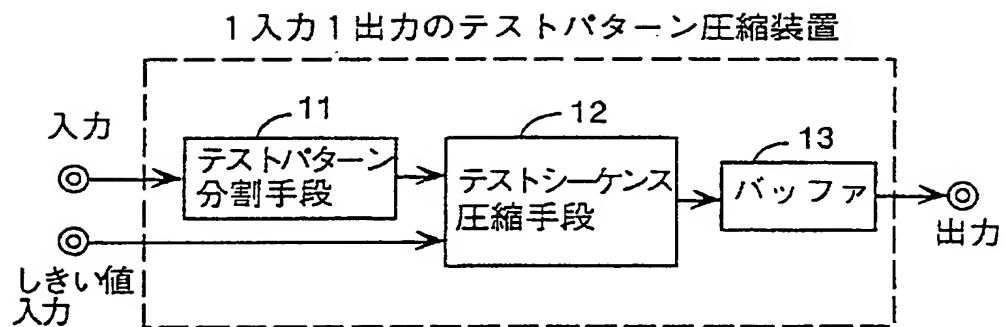 1入力1出力のテストパターン圧縮装置
入力
11
テストパターン
分割手段
12
テストシーケンス
圧縮手段
13
バッファ
出力
しきい値
入力